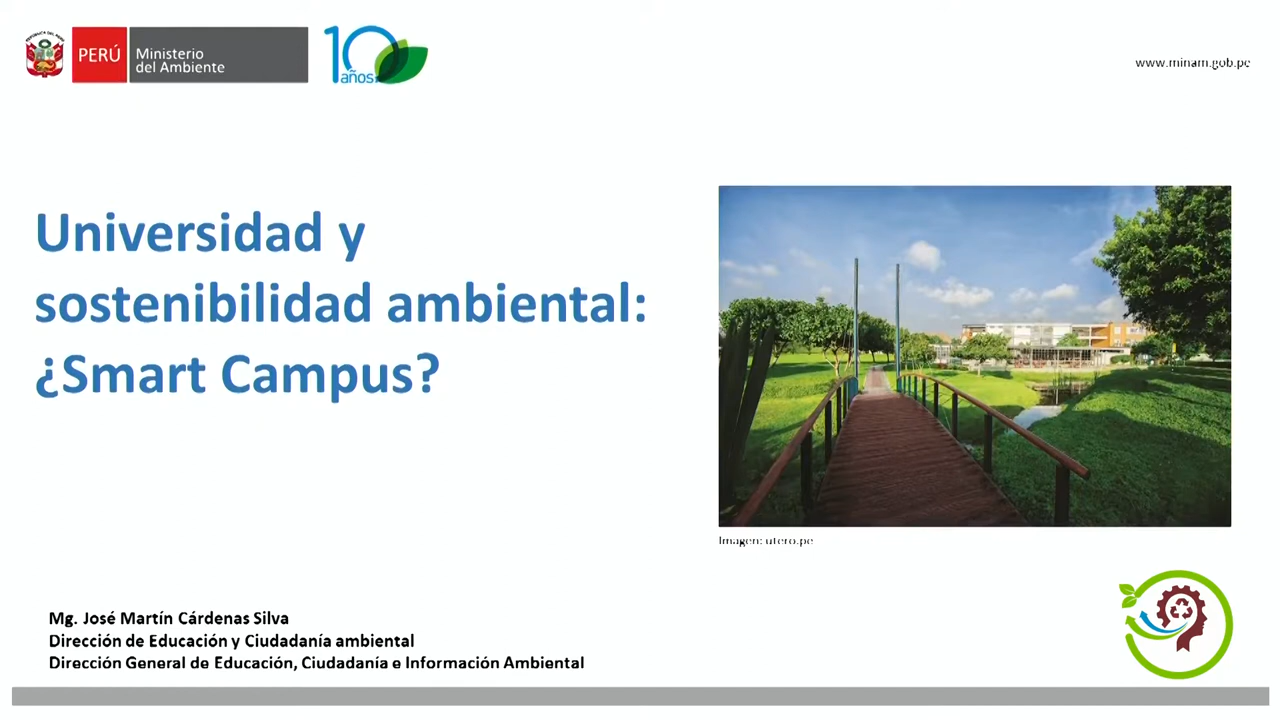 PERÚ
Ministerio
del Ambiente
10
años
www.minam.gob.pe
Universidad y
sostenibilidad ambiental:
¿Smart Campus?
Imagen: utero.pe
Mg. José Martín Cárdenas Silva
Dirección de Educación y Ciudadanía ambiental
Dirección General de Educación, Ciudadanía e Información Ambiental